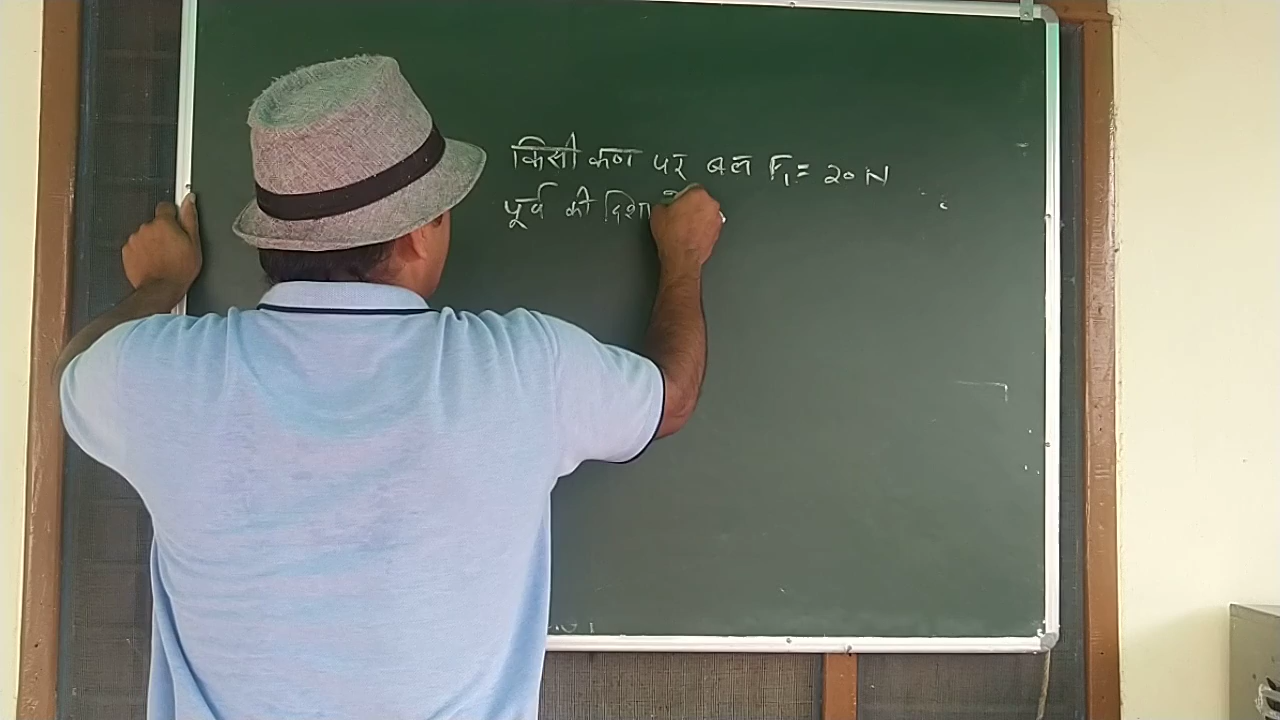 किसी कण पर बल F₁ = 20 N
पूर्व की दिशा